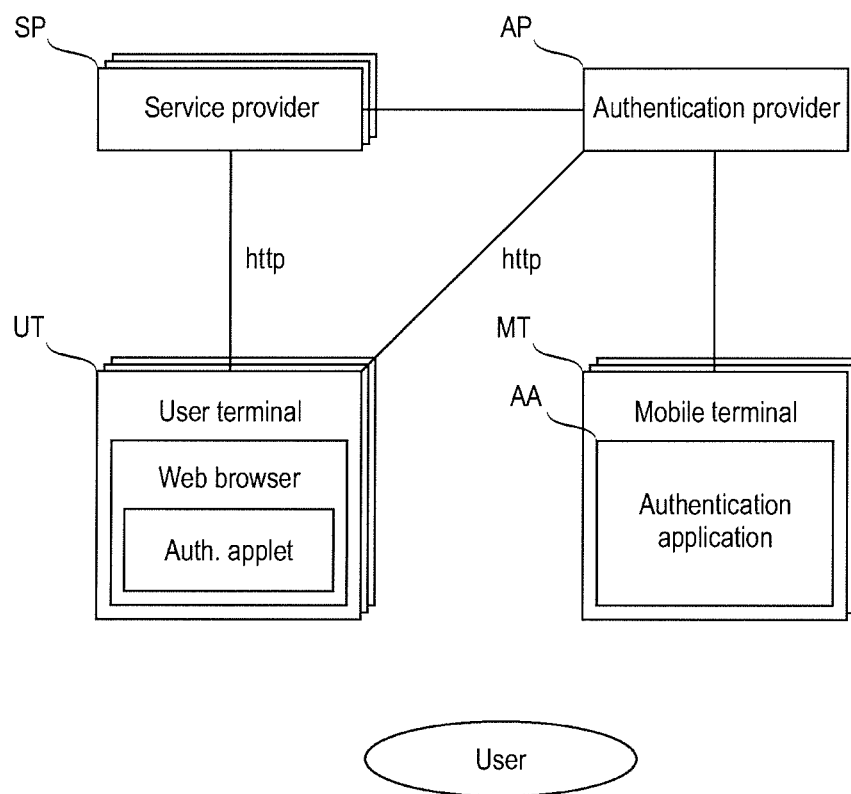 SP
AP
Service provider
Authentication provider
http
http
UT
MT
AA
User terminal
Mobile terminal
Web browser
Auth. applet
Authentication
application
User